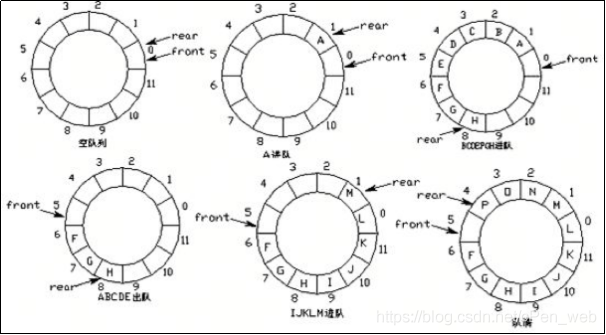 3 2 4 1 5 0 6 11 7 10 8 9
rear
front
空队列
3 2 4 1 5 0 6 11 7 10 8 9
A
rear
front
A进队
3 2 4 1 5 0 6 11 7 10 8 9
D C B A E F G H
front
rear
BCDEFGH进队
3 2 4 1 5 0 6 11 7 10 8 9
F G H
front
rear
ABCDE出队
3 2 4 1 5 0 6 11 7 10 8 9
M L K J I H G F
rear
front
IJKLM进队
3 2 4 1 5 0 6 11 7 10 8 9
P O N M L K J I H G F
rear
front
队满